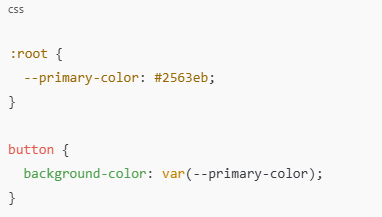 css
:root {
  --primary-color: #2563eb;
}
button {
  background-color: var(--primary-color);
}